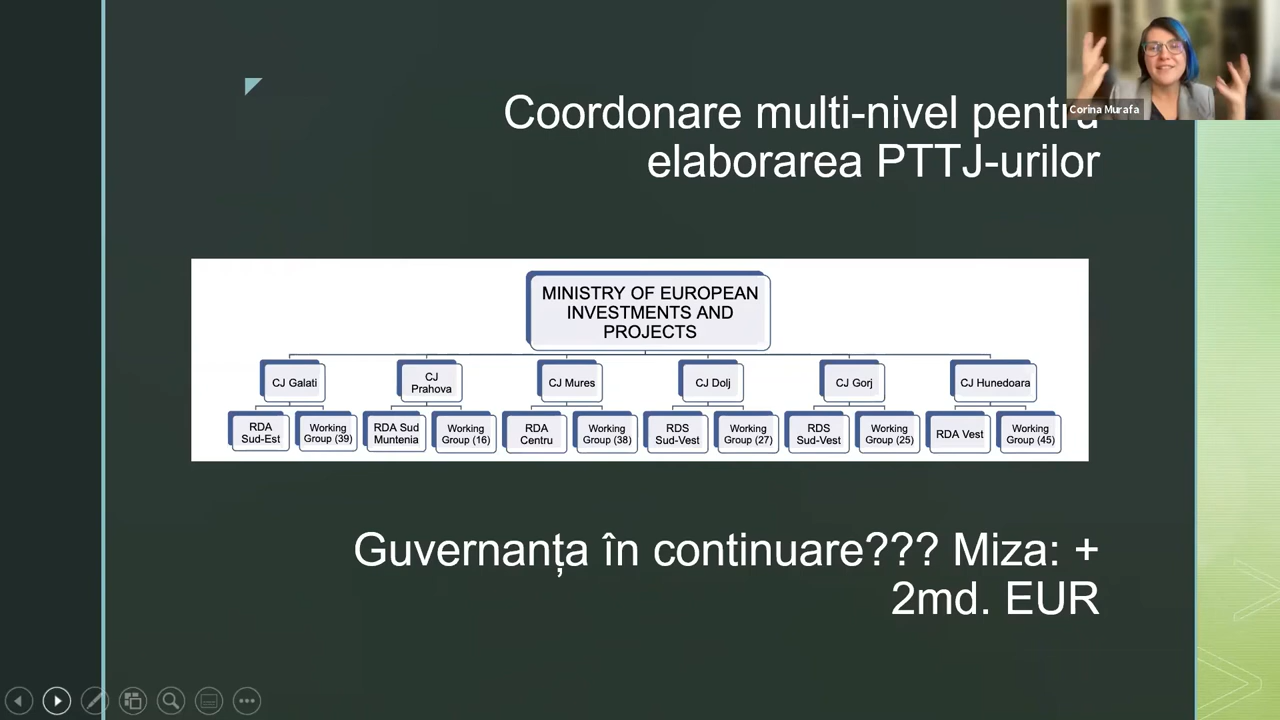 Coordonare multi-nivel pentru
elaborarea PTTJ-urilor
Corina Murafa
MINISTRY OF EUROPEAN
INVESTMENTS AND
PROJECTS
CJ Galati
CJ
Prahova
CJ Mures
CJ Dolj
CJ Gorj
CJ Hunedoara
RDA
Sud-Est
Working
Group (39)
RDA Sud
Muntenia
Working
Group (16)
RDA
Centru
Working
Group (38)
RDS
Sud-Vest
Working
Group (27)
RDS
Sud-Vest
Working
Group (25)
RDA Vest
Working
Group (45)
Guvernanța în continuare??? Miza: +
2md. EUR